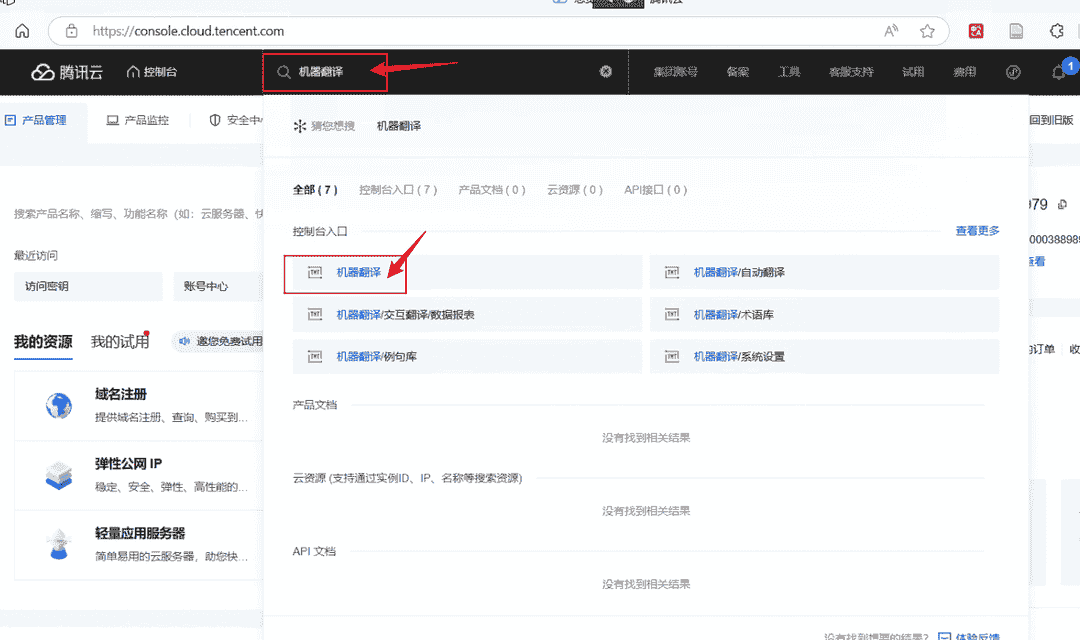 腾讯云
https://console.cloud.tencent.com
腾讯云 控制台 机器翻译 集团账号 备案 工具 客服支持 试用 费用 1
产品管理 产品监控 安全中 回到旧版
猜您想搜 机器翻译
全部 ( 7 ) 控制台入口 ( 7 ) 产品文档 ( 0 ) 云资源 ( 0 ) API接口 ( 0 )
搜索产品名称、缩写、功能名称（如：云服务器、快 979
控制台入口 查看更多
00038898
最近访问 查看
机器翻译 机器翻译/自动翻译
访问密钥 账号中心
机器翻译/交互翻译/数据报表 机器翻译/术语库
我的资源 我的试用 邀您免费试用
机器翻译/例句库 机器翻译/系统设置
订单 收
域名注册
提供域名注册、查询、购买到...
产品文档
没有找到相关结果
弹性公网 IP
稳定、安全、弹性、高性能的...
云资源 (支持通过实例ID、IP、名称等搜索资源)
没有找到相关结果
轻量应用服务器
简单易用的云服务器，助您快...
API 文档
没有找到相关结果
没有找到想要的结果? 体验反馈